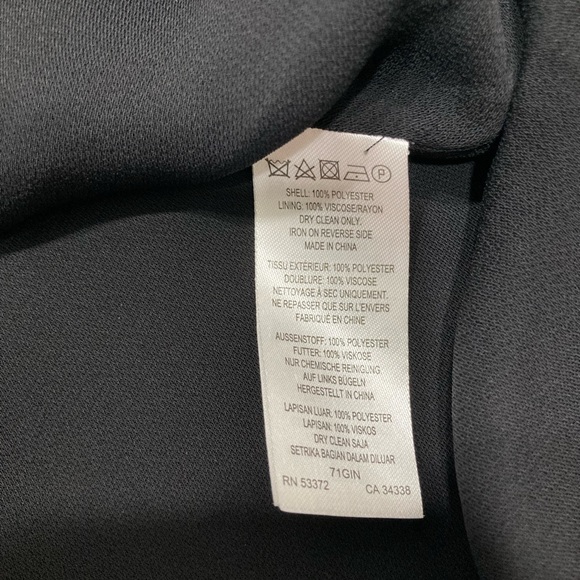 SHELL: 100% POLYESTER
LINING: 100% VISCOSE/RAYON
DRY CLEAN ONLY.
IRON ON REVERSE SIDE
MADE IN CHINA
TISSU EXTÉRIEUR: 100% POLYESTER
DOUBLURE: 100% VISCOSE
NETTOYAGE À SEC UNIQUEMENT.
NE REPASSER QUE SUR L'ENVERS
FABRIQUÉ EN CHINE
AUSSENSTOFF: 100% POLYESTER
FUTTER: 100% VISKOSE
NUR CHEMISCHE REINIGUNG
AUF LINKS BÜGELN
HERGESTELLT IN CHINA
LAPISAN LUAR: 100% POLYESTER
LAPISAN: 100% VISKOS
DRY CLEAN SAJA
SETRIKA BAGIAN DALAM DILUAR
71GIN
RN 53372 CA 34338